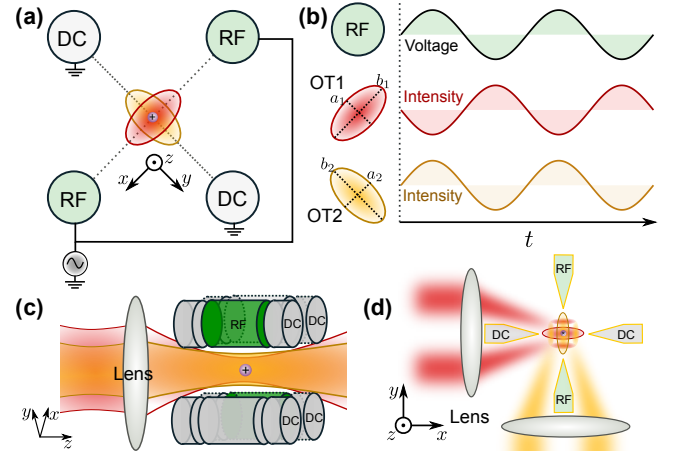 (a)
DC
RF
z
x
y
RF
DC
(b)
RF
Voltage
OT1
a₁
b₁
Intensity
b₂
a₂
OT2
Intensity
t
(c)
RF
DC
DC
Lens
DC
DC
y
x
z
(d)
RF
DC
DC
RF
y
z
x
Lens